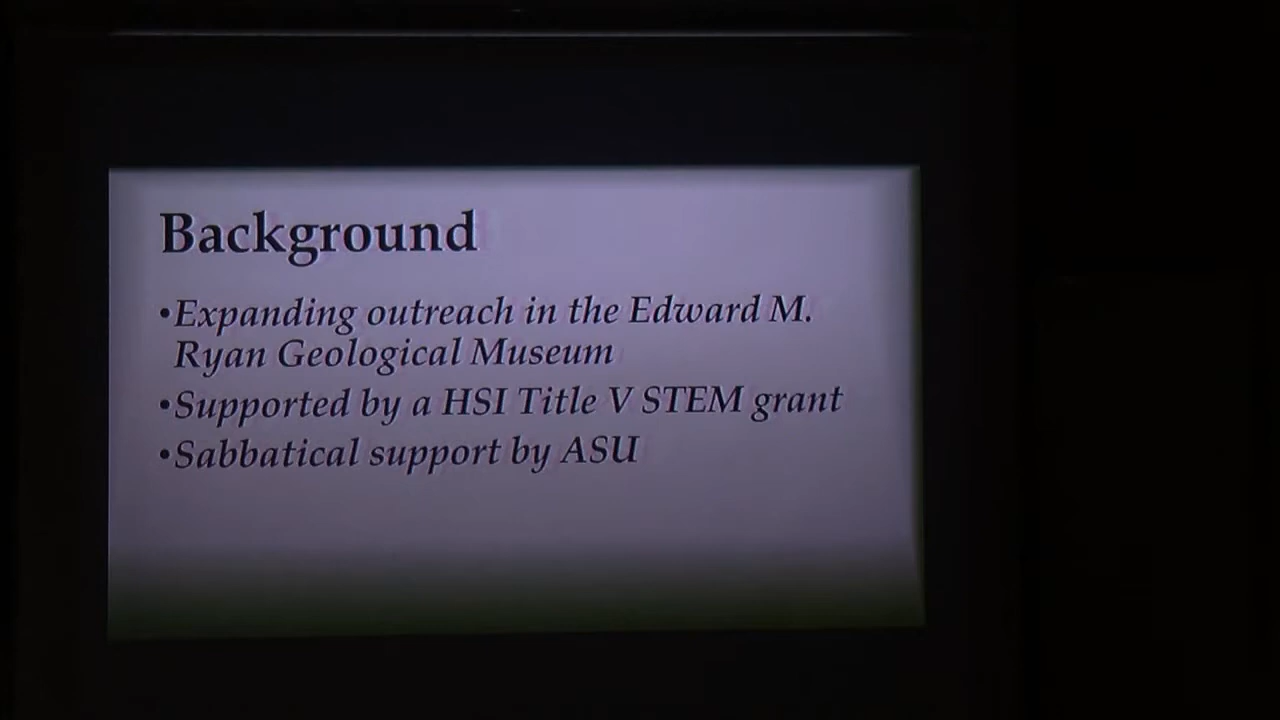 Background
•Expanding outreach in the Edward M.
Ryan Geological Museum
•Supported by a HSI Title V STEM grant
•Sabbatical support by ASU